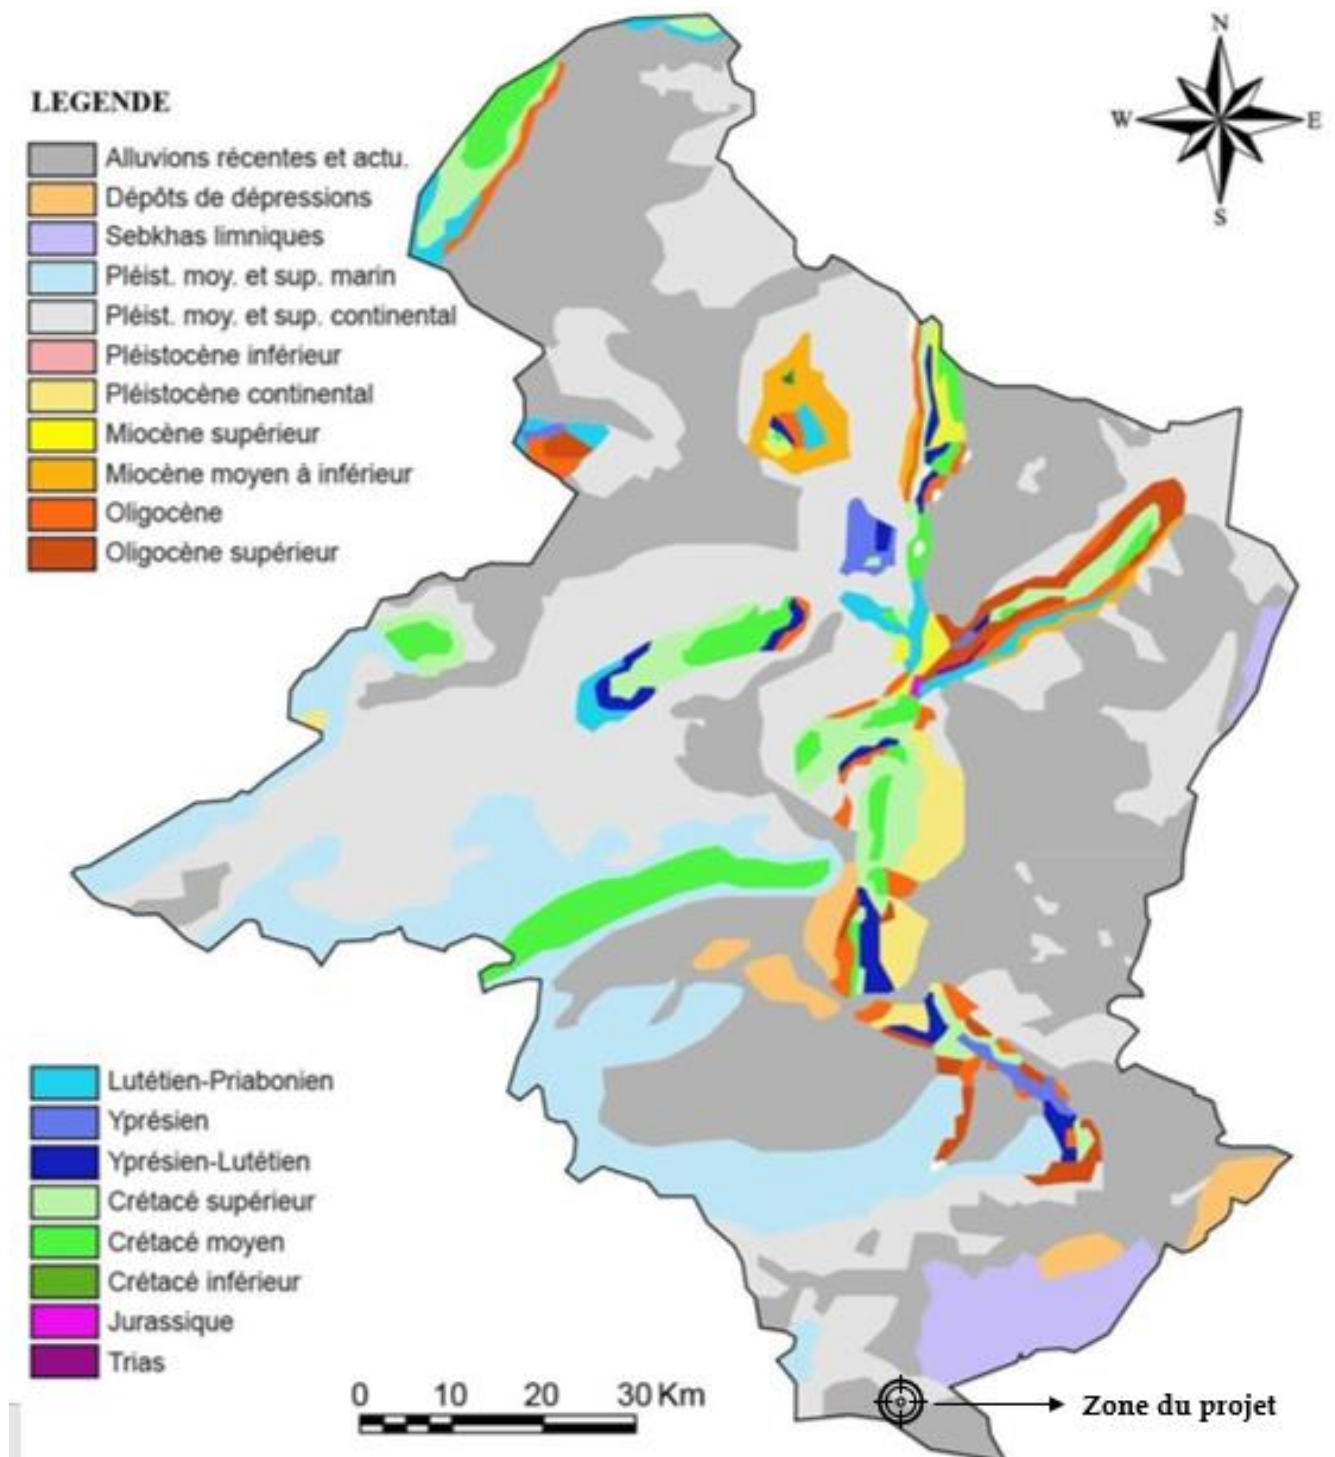 N
W
E
S
LEGENDE
Alluvions récentes et actu.
Dépôts de dépressions
Sebkhas limniques
Pléist. moy. et sup. marin
Pléist. moy. et sup. continental
Pléistocène inférieur
Pléistocène continental
Miocène supérieur
Miocène moyen à inférieur
Oligocène
Oligocène supérieur
Lutétien-Priabonien
Yprésien
Yprésien-Lutétien
Crétacé supérieur
Crétacé moyen
Crétacé inférieur
Jurassique
Trias
0 10 20 30 Km
Zone du projet